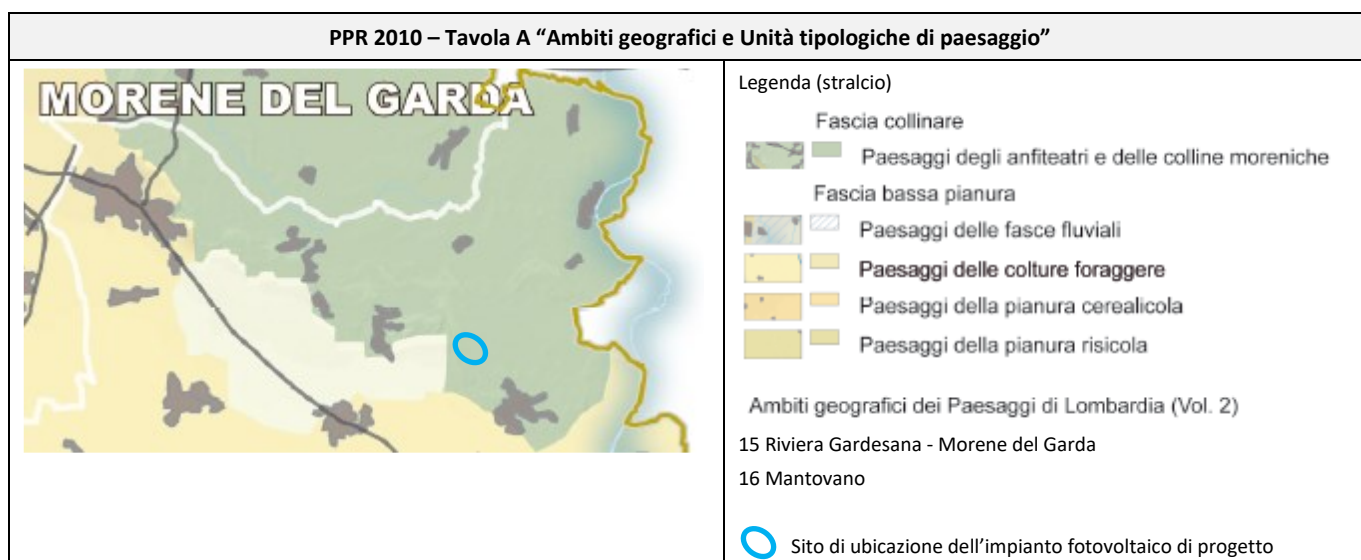 PPR 2010 – Tavola A “Ambiti geografici e Unità tipologiche di paesaggio”
MORENE DEL GARDA
Legenda (stralcio)
Fascia collinare
Paesaggi degli anfiteatri e delle colline moreniche
Fascia bassa pianura
Paesaggi delle fasce fluviali
Paesaggi delle colture foraggere
Paesaggi della pianura cerealicola
Paesaggi della pianura risicola
Ambiti geografici dei Paesaggi di Lombardia (Vol. 2)
15 Riviera Gardesana - Morene del Garda
16 Mantovano
Sito di ubicazione dell’impianto fotovoltaico di progetto